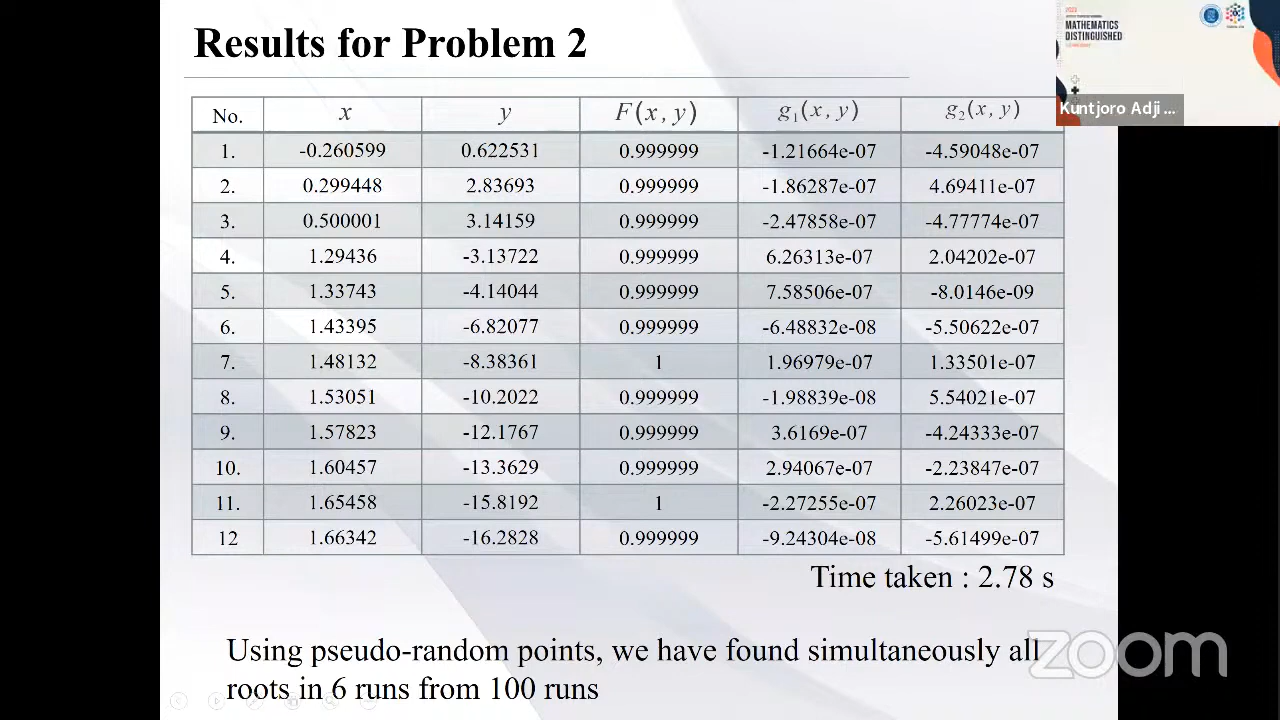 Results for Problem 2
MATHEMATICS
DISTINGUISHED
Kuntjoro Adji ...
No. x y F(x, y) g₁(x, y) g₂(x, y)
1. -0.260599 0.622531 0.999999 -1.21664e-07 -4.59048e-07
2. 0.299448 2.83693 0.999999 -1.86287e-07 4.69411e-07
3. 0.500001 3.14159 0.999999 -2.47858e-07 -4.77774e-07
4. 1.29436 -3.13722 0.999999 6.26313e-07 2.04202e-07
5. 1.33743 -4.14044 0.999999 7.58506e-07 -8.0146e-09
6. 1.43395 -6.82077 0.999999 -6.48832e-08 -5.50622e-07
7. 1.48132 -8.38361 1 1.96979e-07 1.33501e-07
8. 1.53051 -10.2022 0.999999 -1.98839e-08 5.54021e-07
9. 1.57823 -12.1767 0.999999 3.6169e-07 -4.24333e-07
10. 1.60457 -13.3629 0.999999 2.94067e-07 -2.23847e-07
11. 1.65458 -15.8192 1 -2.27255e-07 2.26023e-07
12 1.66342 -16.2828 0.999999 -9.24304e-08 -5.61499e-07
Time taken : 2.78 s
Using pseudo-random points, we have found simultaneously all
roots in 6 runs from 100 runs
zoom